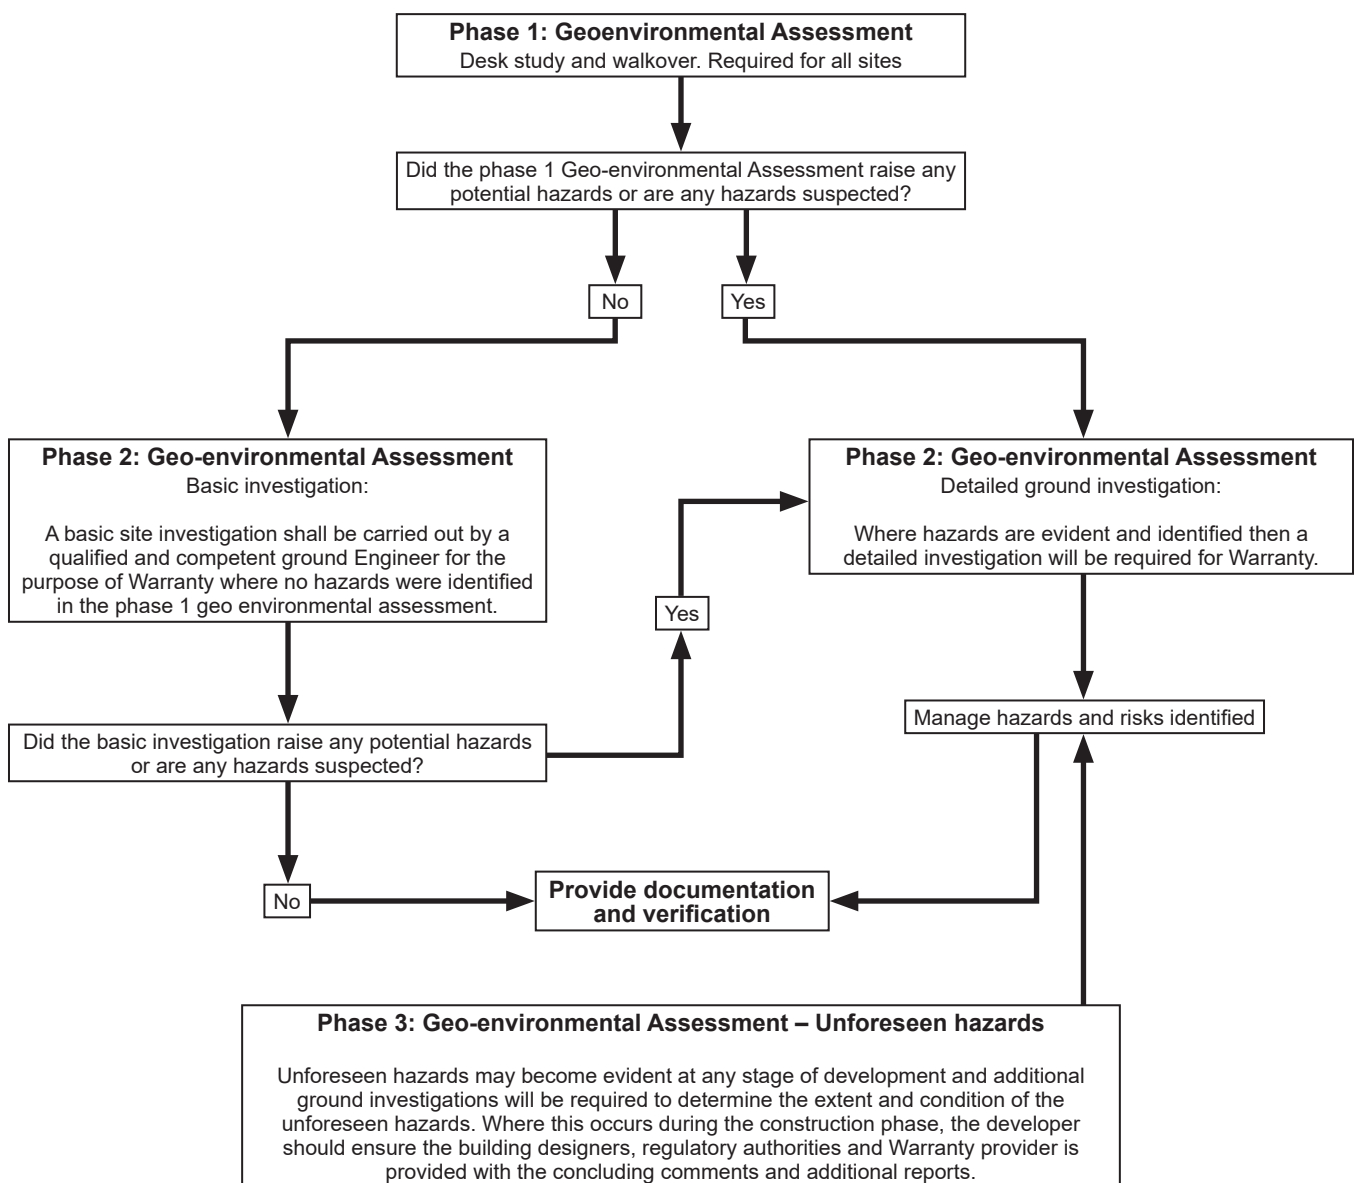 Phase 1: Geoenvironmental Assessment
Desk study and walkover. Required for all sites
Did the phase 1 Geo-environmental Assessment raise any
potential hazards or are any hazards suspected?
No
Yes
Phase 2: Geo-environmental Assessment
Basic investigation:
A basic site investigation shall be carried out by a
qualified and competent ground Engineer for the
purpose of Warranty where no hazards were identified
in the phase 1 geo environmental assessment.
Phase 2: Geo-environmental Assessment
Detailed ground investigation:
Where hazards are evident and identified then a
detailed investigation will be required for Warranty.
Yes
Manage hazards and risks identified
Did the basic investigation raise any potential hazards
or are any hazards suspected?
No
Provide documentation
and verification
Phase 3: Geo-environmental Assessment – Unforeseen hazards
Unforeseen hazards may become evident at any stage of development and additional
ground investigations will be required to determine the extent and condition of the
unforeseen hazards. Where this occurs during the construction phase, the developer
should ensure the building designers, regulatory authorities and Warranty provider is
provided with the concluding comments and additional reports.